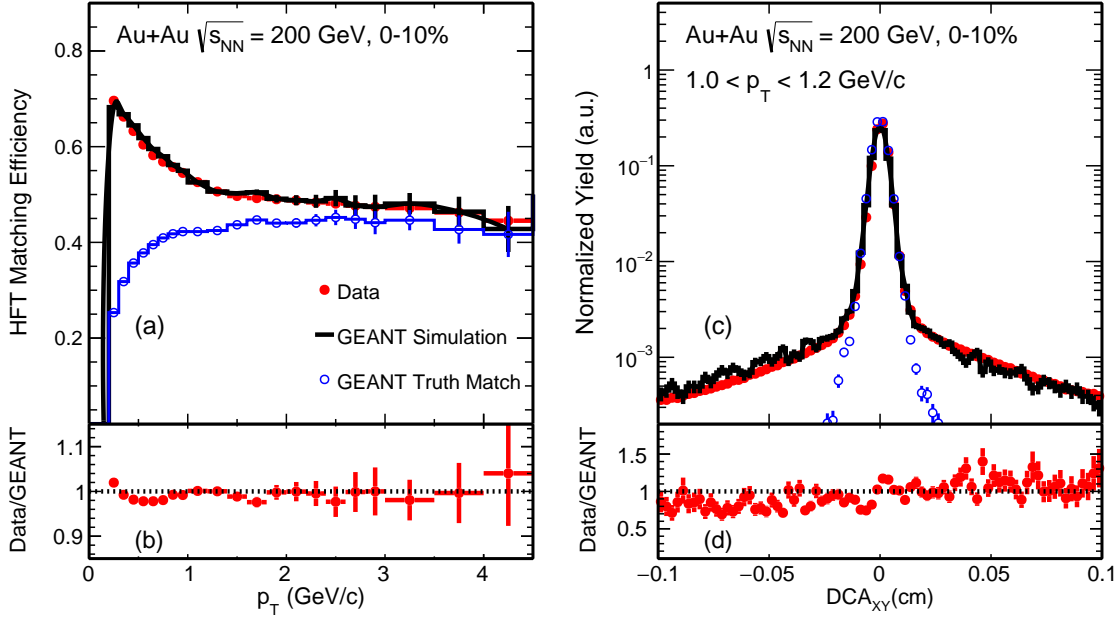 Au+Au √s_NN = 200 GeV, 0-10%
HFT Matching Efficiency
0.8
0.6
0.4
0.2
(a)
Data
GEANT Simulation
GEANT Truth Match
Data/GEANT
1.1
1
0.9
(b)
0 1 2 3 4
p_T (GeV/c)
Au+Au √s_NN = 200 GeV, 0-10%
1.0 < p_T < 1.2 GeV/c
Normalized Yield (a.u.)
1
10⁻¹
10⁻²
10⁻³
(c)
Data/GEANT
1.5
1.0
0.5
(d)
−0.1 −0.05 0 0.05 0.1
DCA_XY(cm)